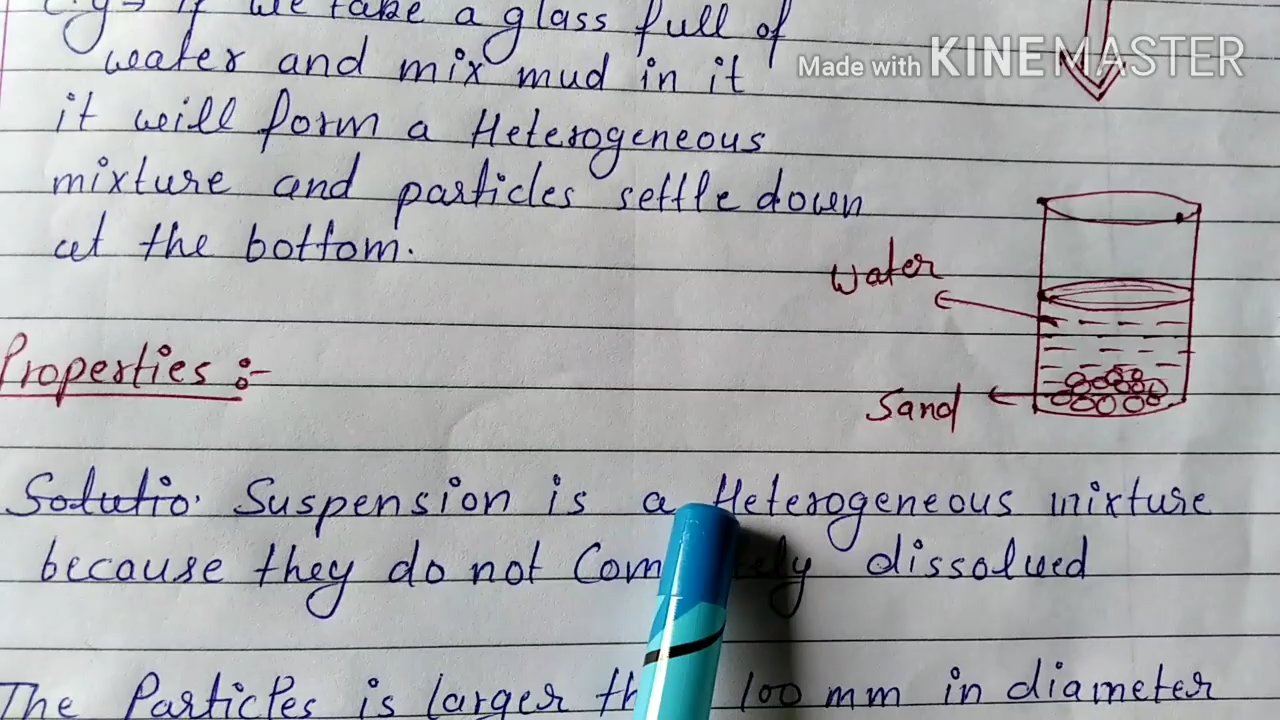 e.g → if we take a glass full of
water and mix mud in it
it will form a Heterogeneous
mixture and particles settle down
at the bottom.
Made with KINEMASTER
water
Sand
Properties :-
Solutio. Suspension is a Heterogeneous mixture
because they do not Com tely dissolved
The Particles is larger th 100 mm in diameter